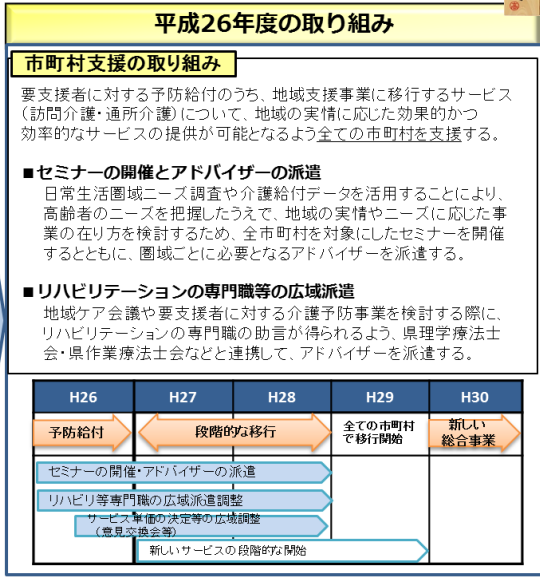 平成26年度の取り組み
市町村支援の取り組み
要支援者に対する予防給付のうち、地域支援事業に移行するサービス
(訪問介護・通所介護)について、地域の実情に応じた効果的かつ
効率的なサービスの提供が可能となるよう全ての市町村を支援する。
■セミナーの開催とアドバイザーの派遣
日常生活圏域ニーズ調査や介護給付データを活用することにより、
高齢者のニーズを把握したうえで、地域の実情やニーズに応じた事
業の在り方を検討するため、全市町村を対象にしたセミナーを開催
するとともに、圏域ごとに必要となるアドバイザーを派遣する。
■リハビリテーションの専門職等の広域派遣
地域ケア会議や要支援者に対する介護予防事業を検討する際に、
リハビリテーションの専門職の助言が得られるよう、県理学療法士
会・県作業療法士会などと連携して、アドバイザーを派遣する。
H26 H27 H28 H29 H30
予防給付 段階的な移行 全ての市町村 新しい
で移行開始 総合事業
セミナーの開催・アドバイザーの派遣
リハビリ等専門職の広域派遣調整
サービス単価の決定等の広域調整
(意見交換会等)
新しいサービスの段階的な開始